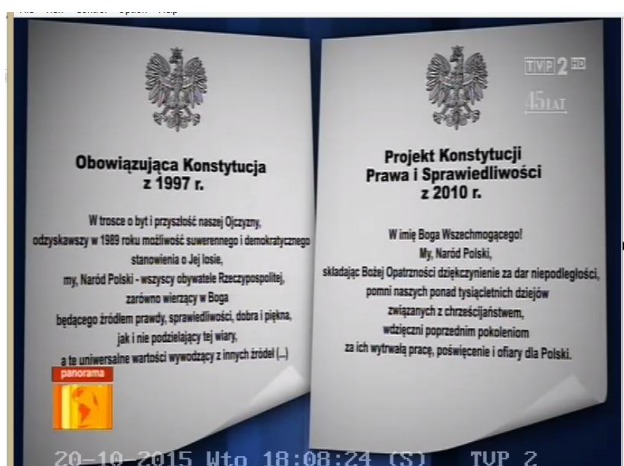 Obowiązująca Konstytucja
z 1997 r.
W trosce o byt i przyszłość naszej Ojczyzny,
odzyskawszy w 1989 roku możliwość suwerennego i demokratycznego
stanowienia o Jej losie,
my, Naród Polski - wszyscy obywatele Rzeczypospolitej,
zarówno wierzący w Boga
będącego źródłem prawdy, sprawiedliwości, dobra i piękna,
jak i nie podzielający tej wiary,
a te uniwersalne wartości wywodzący z innych źródeł (...)
TVP 2 HD
45 LAT
Projekt Konstytucji
Prawa i Sprawiedliwości
z 2010 r.
W imię Boga Wszechmogącego!
My, Naród Polski,
składając Bożej Opatrzności dziękczynienie za dar niepodległości,
pomni naszych ponad tysiącletnich dziejów
związanych z chrześcijaństwem,
wdzięczni poprzednim pokoleniom
za ich wytrwałą pracę, poświęcenie i ofiary dla Polski.
panorama
20-10-2015 Wto 18:08:24 (S) TVP 2